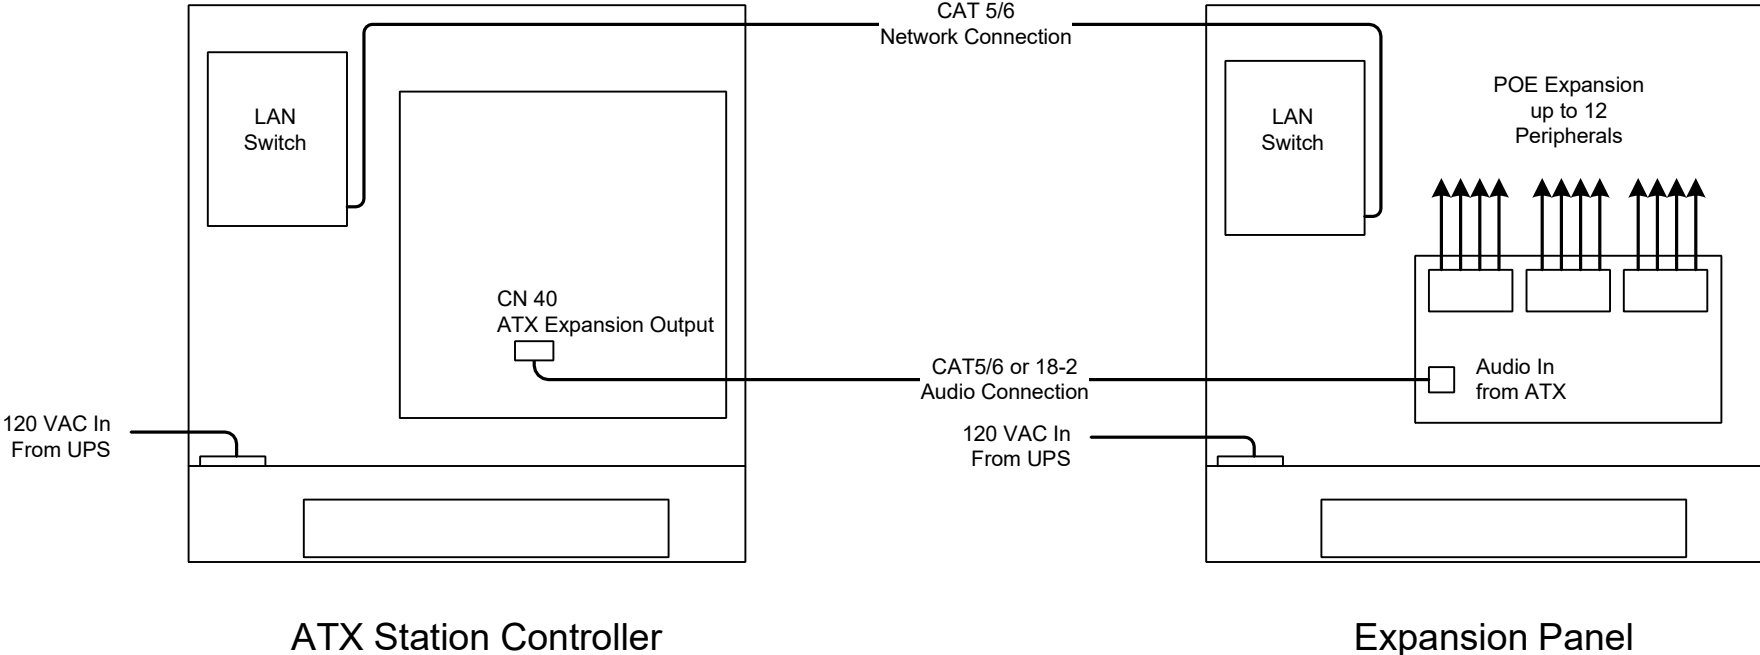 CAT 5/6
Network Connection
LAN
Switch
LAN
Switch
POE Expansion
up to 12
Peripherals
CN 40
ATX Expansion Output
CAT5/6 or 18-2
Audio Connection
Audio In
from ATX
120 VAC In
From UPS
120 VAC In
From UPS
ATX Station Controller
Expansion Panel